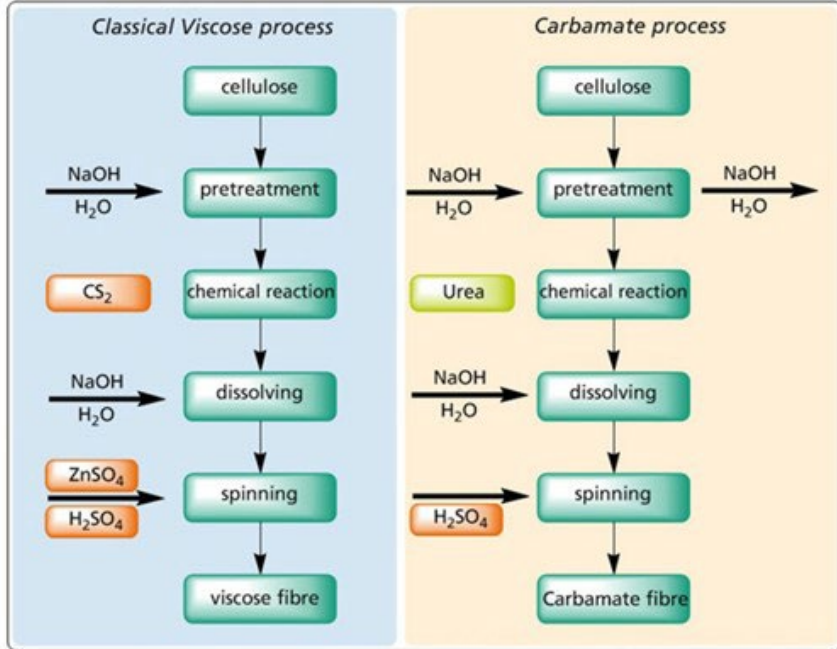 Classical Viscose process
cellulose
NaOH
H₂O
pretreatment
CS₂
chemical reaction
NaOH
H₂O
dissolving
ZnSO₄
H₂SO₄
spinning
viscose fibre
Carbamate process
cellulose
NaOH
H₂O
pretreatment
NaOH
H₂O
Urea
chemical reaction
NaOH
H₂O
dissolving
H₂SO₄
spinning
Carbamate fibre